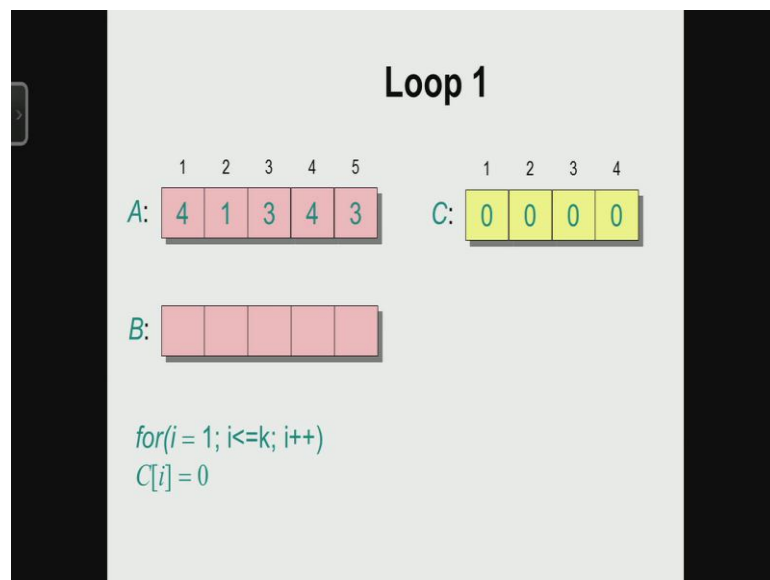 Loop 1
1 2 3 4 5
A: 4 1 3 4 3
1 2 3 4
C: 0 0 0 0
B:
for(i = 1; i<=k; i++)
C[i] = 0